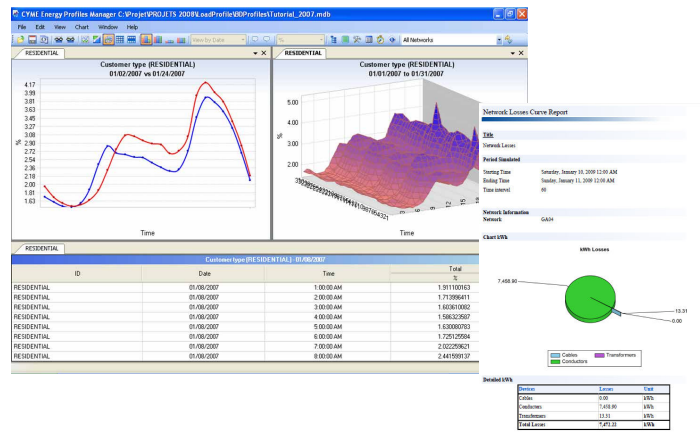 CYME Energy Profiles Manager C:\Projet\PROJETS 2008\LoadProfile\BDProfiles\Tutorial_2007.mdb
File Edit View Chart Window Help
View by Date % All Networks
RESIDENTIAL
Customer type (RESIDENTIAL)
01/02/2007 vs 01/24/2007
%
4.17
3.99
3.81
3.63
3.45
3.27
3.08
2.90
2.72
2.54
2.36
2.18
2.00
1.81
1.63
Time
RESIDENTIAL
Customer type (RESIDENTIAL)
01/01/2007 to 01/31/2007
%
5.00
4.00
3.00
2.00
3 6 9 12 15
Time
RESIDENTIAL
Customer type (RESIDENTIAL) - 01/08/2007
ID Date Time Total
%
RESIDENTIAL 01/08/2007 1:00:00 AM 1.911100163
RESIDENTIAL 01/08/2007 2:00:00 AM 1.713996411
RESIDENTIAL 01/08/2007 3:00:00 AM 1.603610082
RESIDENTIAL 01/08/2007 4:00:00 AM 1.586323587
RESIDENTIAL 01/08/2007 5:00:00 AM 1.630080783
RESIDENTIAL 01/08/2007 6:00:00 AM 1.725125584
RESIDENTIAL 01/08/2007 7:00:00 AM 2.022259621
RESIDENTIAL 01/08/2007 8:00:00 AM 2.441599137
Network Losses Curve Report
Title
Network Losses
Period Simulated
Starting Time Saturday, January 10, 2009 12:00 AM
Ending Time Sunday, January 11, 2009 12:00 AM
Time interval 60
Network Information
Network: GA04
Chart kWh
kWh Losses
7,458.90
13.31
0.00
Cables Transformers
Conductors
Detailed kWh
Devices Losses Unit
Cables 0.00 kWh
Conductors 7,458.90 kWh
Transformers 13.31 kWh
Total Losses 7,472.22 kWh